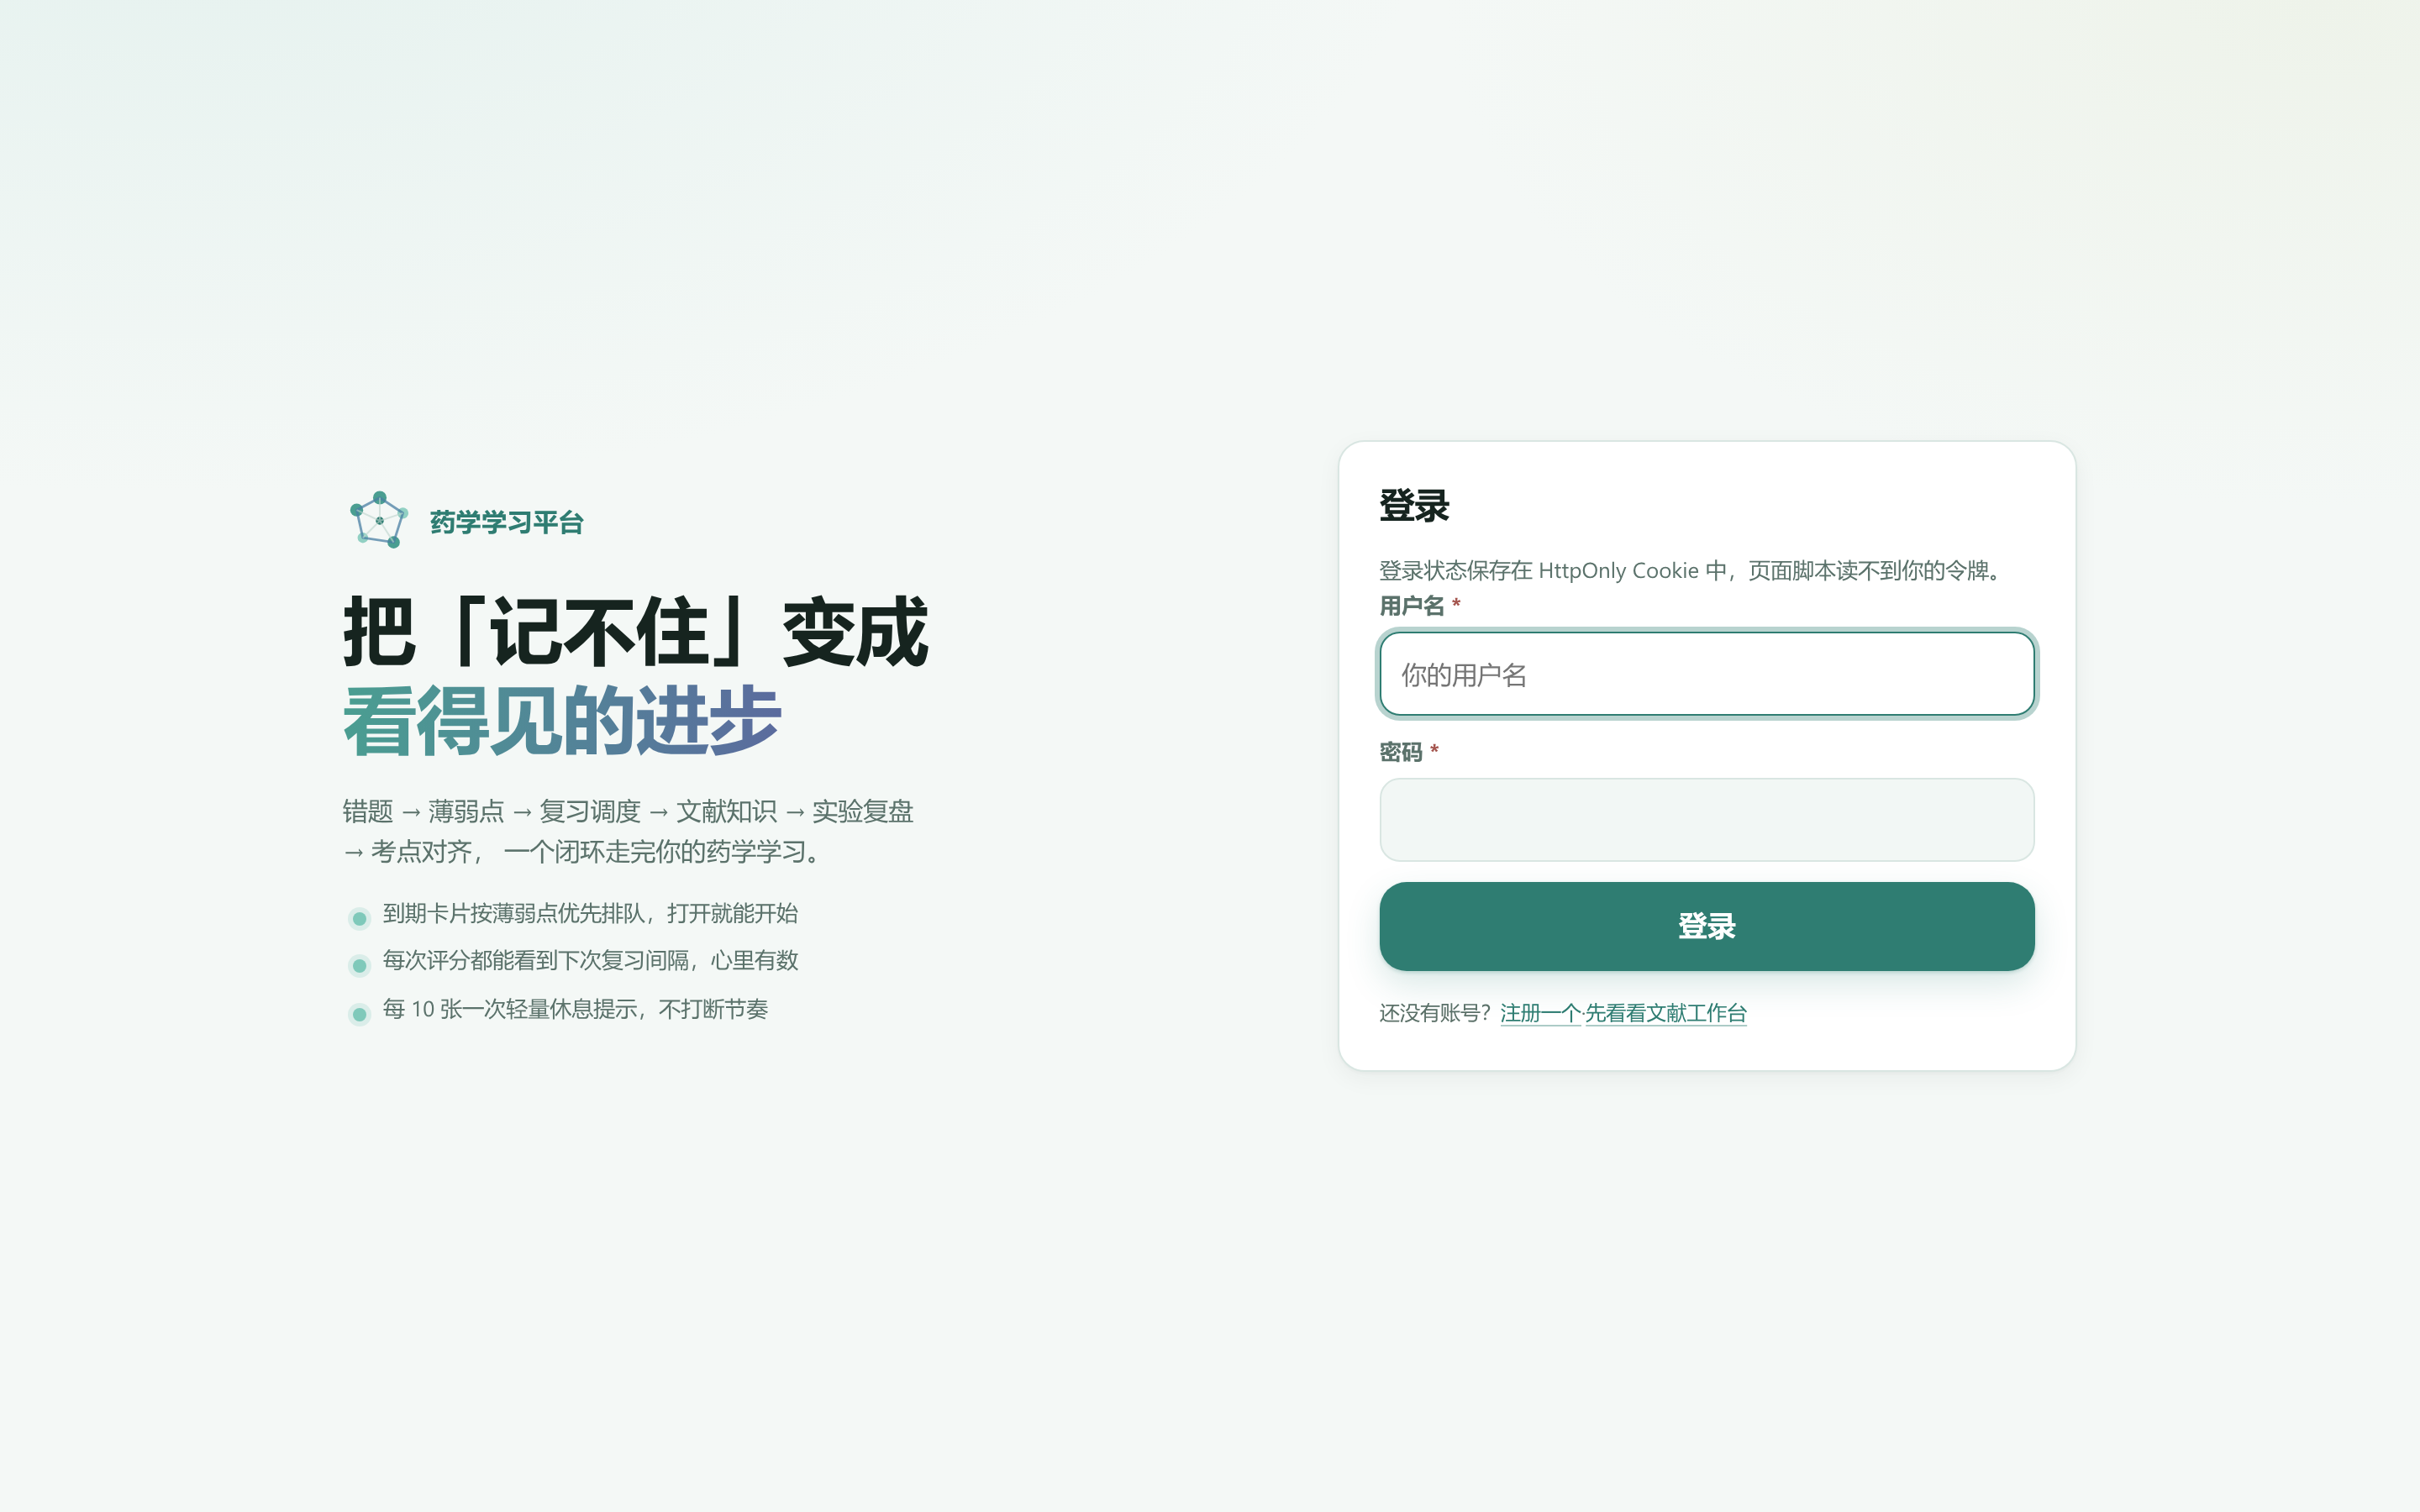 药学学习平台
把「记不住」变成
看得见的进步
错题 → 薄弱点 → 复习调度 → 文献知识 → 实验复盘
→ 考点对齐， 一个闭环走完你的药学学习。
到期卡片按薄弱点优先排队，打开就能开始
每次评分都能看到下次复习间隔，心里有数
每 10 张一次轻量休息提示，不打断节奏
登录
登录状态保存在 HttpOnly Cookie 中，页面脚本读不到你的令牌。
用户名 *
你的用户名
密码 *
登录
还没有账号？注册一个·先看看文献工作台